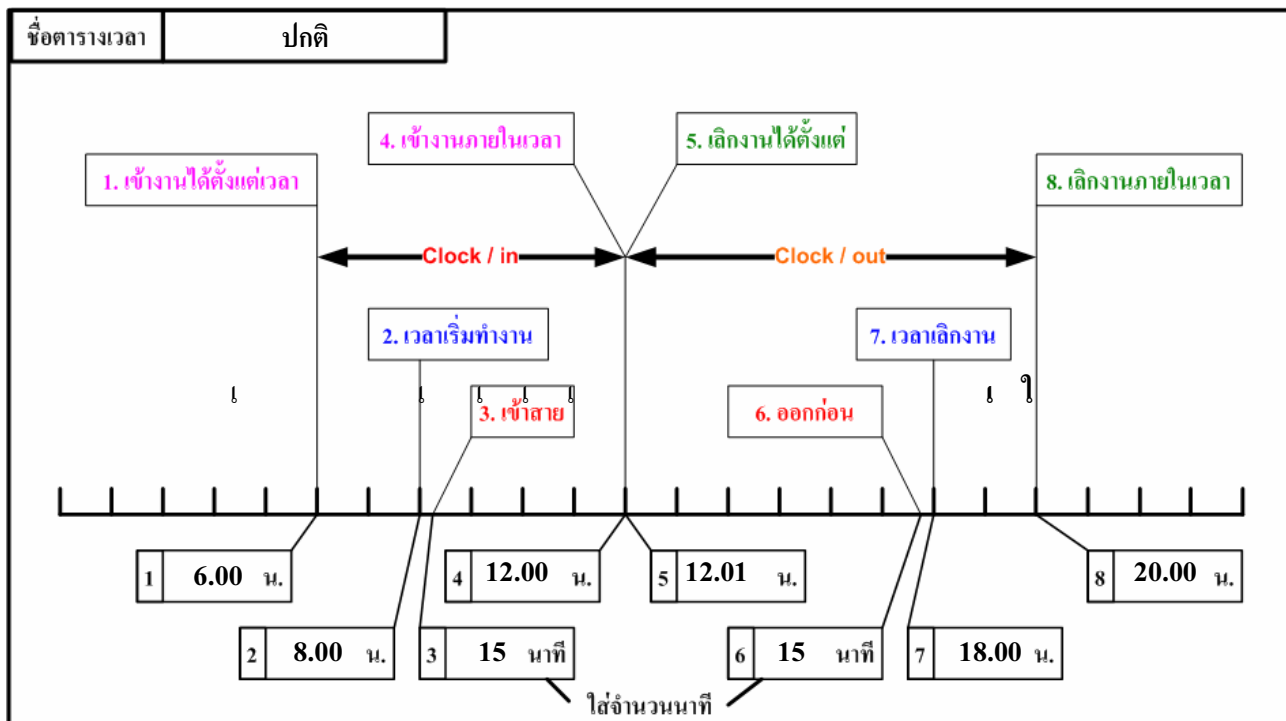 ชื่อตารางเวลา ปกติ
4. เข้างานภายในเวลา
5. เลิกงานได้ตั้งแต่
1. เข้างานได้ตั้งแต่เวลา
8. เลิกงานภายในเวลา
Clock / in
Clock / out
2. เวลาเริ่มทำงาน
7. เวลาเลิกงาน
เ เ เ เ เ เ ใ
3. เข้าสาย
6. ออกก่อน
1 6.00 น.
4 12.00 น.
5 12.01 น.
8 20.00 น.
2 8.00 น.
3 15 นาที
6 15 นาที
7 18.00 น.
ใส่จำนวนนาที